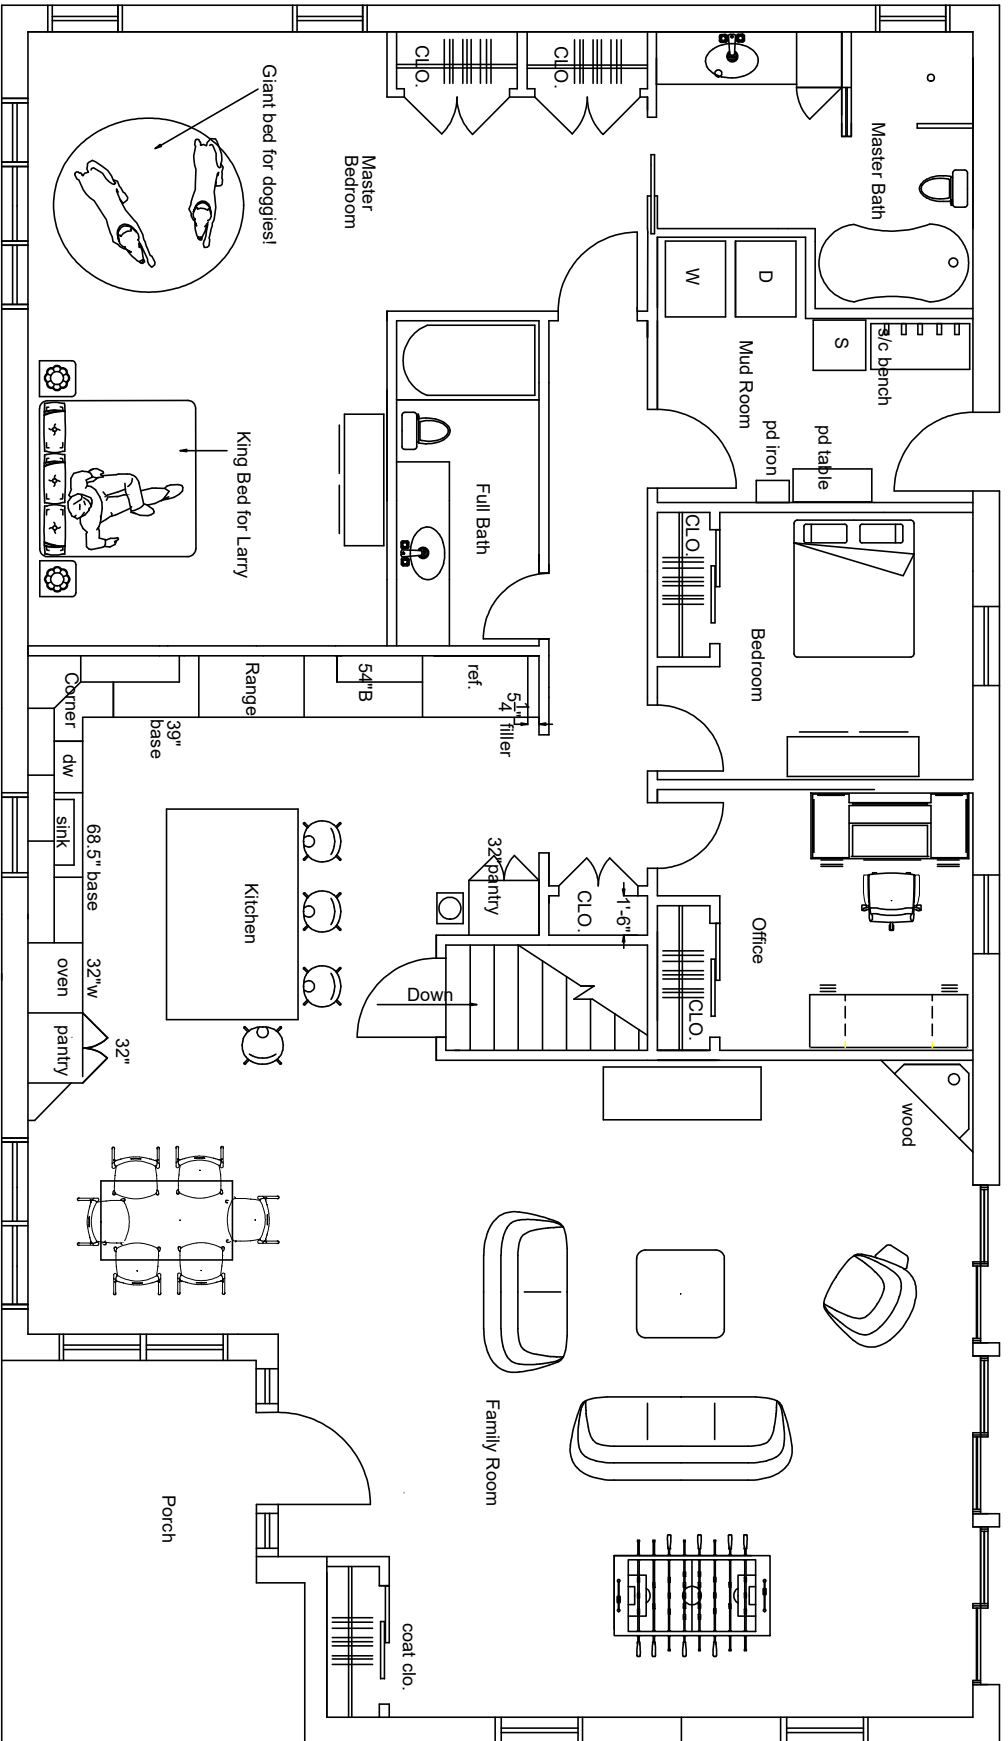 CLO.
CLO.
Master Bath
Giant bed for doggies!
Master
Bedroom
W
D
S
s/c bench
Mud Room
pd iron
pd table
King Bed for Larry
Full Bath
CLO.
Bedroom
Corner
Range
54"B
ref.
5 1/4" filler
39"
base
dw
sink
68.5" base
Kitchen
32"pantry
CLO.
1'-6"
Office
CLO.
oven
32"w
Down
pantry
32"
wood
Family Room
Porch
coat clo.